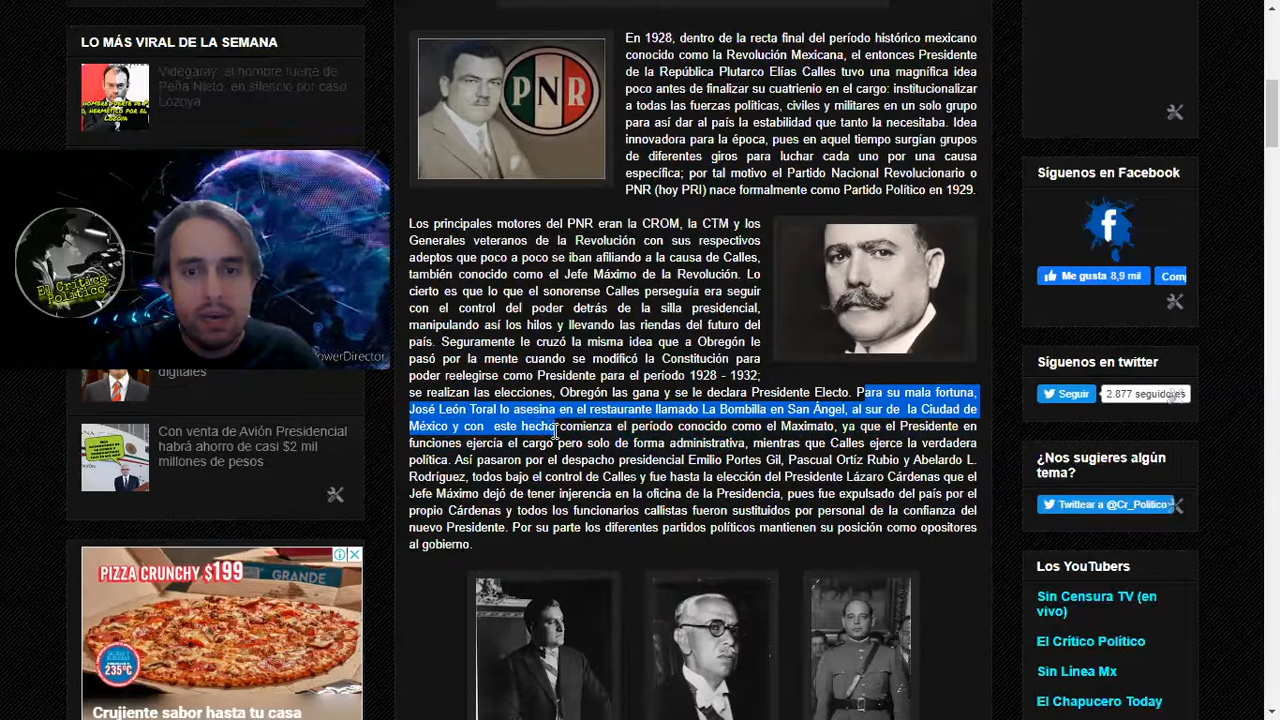 LO MÁS VIRAL DE LA SEMANA
Videgaray, al hombre fuerte de
Peña Nieto, en silencio por caso
Lozoya
HOMBRE FUERTE DE P
O, HERMÉTICO POR EL
LOZOYA
El Crítico
Político
owerDirector
digitales
Con venta de Avión Presidencial
habrá ahorro de casi $2 mil
millones de pesos
PIZZA CRUNCHY $199
GRANDE
HORNEADA
235ºC
Crujiente sabor hasta tu casa
PNR
En 1928, dentro de la recta final del período histórico mexicano
conocido como la Revolución Mexicana, el entonces Presidente
de la República Plutarco Elías Calles tuvo una magnífica idea
poco antes de finalizar su cuatrienio en el cargo: institucionalizar
a todas las fuerzas políticas, civiles y militares en un solo grupo
para así dar al país la estabilidad que tanto la necesitaba. Idea
innovadora para la época, pues en aquel tiempo surgían grupos
de diferentes giros para luchar cada uno por una causa
específica; por tal motivo el Partido Nacional Revolucionario o
PNR (hoy PRI) nace formalmente como Partido Político en 1929.
Los principales motores del PNR eran la CROM, la CTM y los
Generales veteranos de la Revolución con sus respectivos
adeptos que poco a poco se iban afiliando a la causa de Calles,
también conocido como el Jefe Máximo de la Revolución. Lo
cierto es que lo que el sonorense Calles perseguía era seguir
con el control del poder detrás de la silla presidencial,
manipulando así los hilos y llevando las riendas del futuro del
país. Seguramente le cruzó la misma idea que a Obregón le
pasó por la mente cuando se modificó la Constitución para
poder reelegirse como Presidente para el período 1928 - 1932;
se realizan las elecciones, Obregón las gana y se le declara Presidente Electo. Para su mala fortuna,
José León Toral lo asesina en el restaurante llamado La Bombilla en San Ángel, al sur de la Ciudad de
México y con este hecho comienza el período conocido como el Maximato, ya que el Presidente en
funciones ejercía el cargo pero solo de forma administrativa, mientras que Calles ejerce la verdadera
política. Así pasaron por el despacho presidencial Emilio Portes Gil, Pascual Ortíz Rubio y Abelardo L.
Rodríguez, todos bajo el control de Calles y fue hasta la elección del Presidente Lázaro Cárdenas que el
Jefe Máximo dejó de tener injerencia en la oficina de la Presidencia, pues fue expulsado del país por el
propio Cárdenas y todos los funcionarios callistas fueron sustituidos por personal de la confianza del
nuevo Presidente. Por su parte los diferentes partidos políticos mantienen su posición como opositores
al gobierno.
Síguenos en Facebook
Me gusta 8,9 mil
Comp
Síguenos en twitter
Seguir
2.877 seguidores
¿Nos sugieres algún
tema?
Twittear a @Cr_Politico
Los YouTubers
Sin Censura TV (en
vivo)
El Crítico Político
Sin Línea Mx
El Chapucero Today